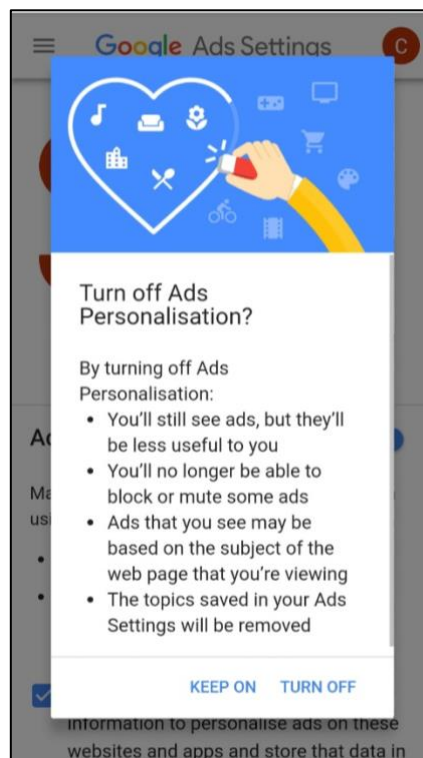 Google Ads Settings
C
Turn off Ads
Personalisation?
By turning off Ads
Personalisation:
• You'll still see ads, but they'll
be less useful to you
• You'll no longer be able to
block or mute some ads
• Ads that you see may be
based on the subject of the
web page that you're viewing
• The topics saved in your Ads
Settings will be removed
KEEP ON TURN OFF
information to personalise ads on these
websites and apps and store that data in